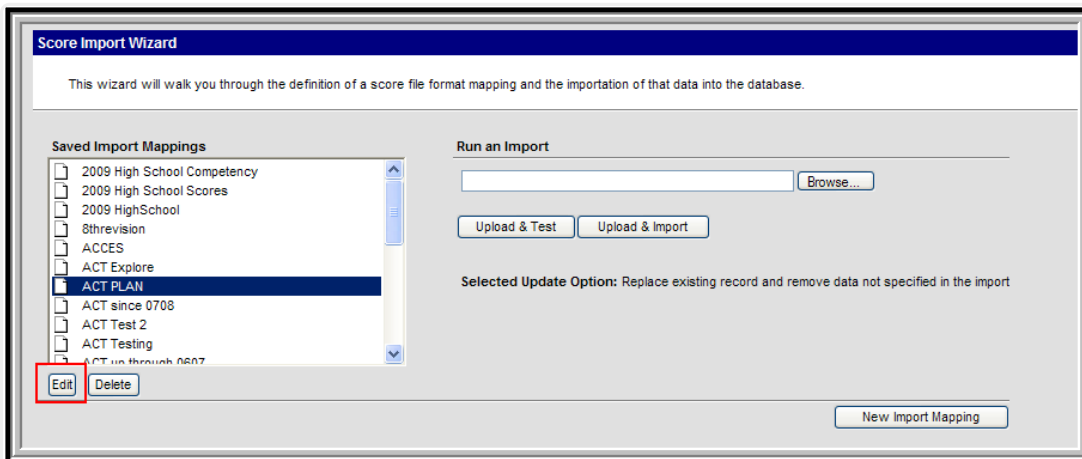 Score Import Wizard
This wizard will walk you through the definition of a score file format mapping and the importation of that data into the database.
Saved Import Mappings
2009 High School Competency
2009 High School Scores
2009 HighSchool
8threvision
ACCES
ACT Explore
ACT PLAN
ACT since 0708
ACT Test 2
ACT Testing
ACT up through 0607
Edit Delete
Run an Import
Browse...
Upload & Test Upload & Import
Selected Update Option: Replace existing record and remove data not specified in the import
New Import Mapping